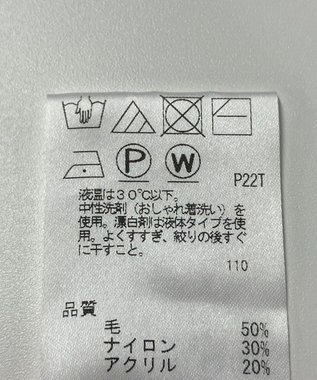 P W
P22T
液温は30℃以下。
中性洗剤（おしゃれ着洗い）を
使用。漂白剤は液体タイプを使
用。よくすすぎ、絞りの後すぐ
に干すこと。
110
品質
毛 50%
ナイロン 30%
アクリル 20%